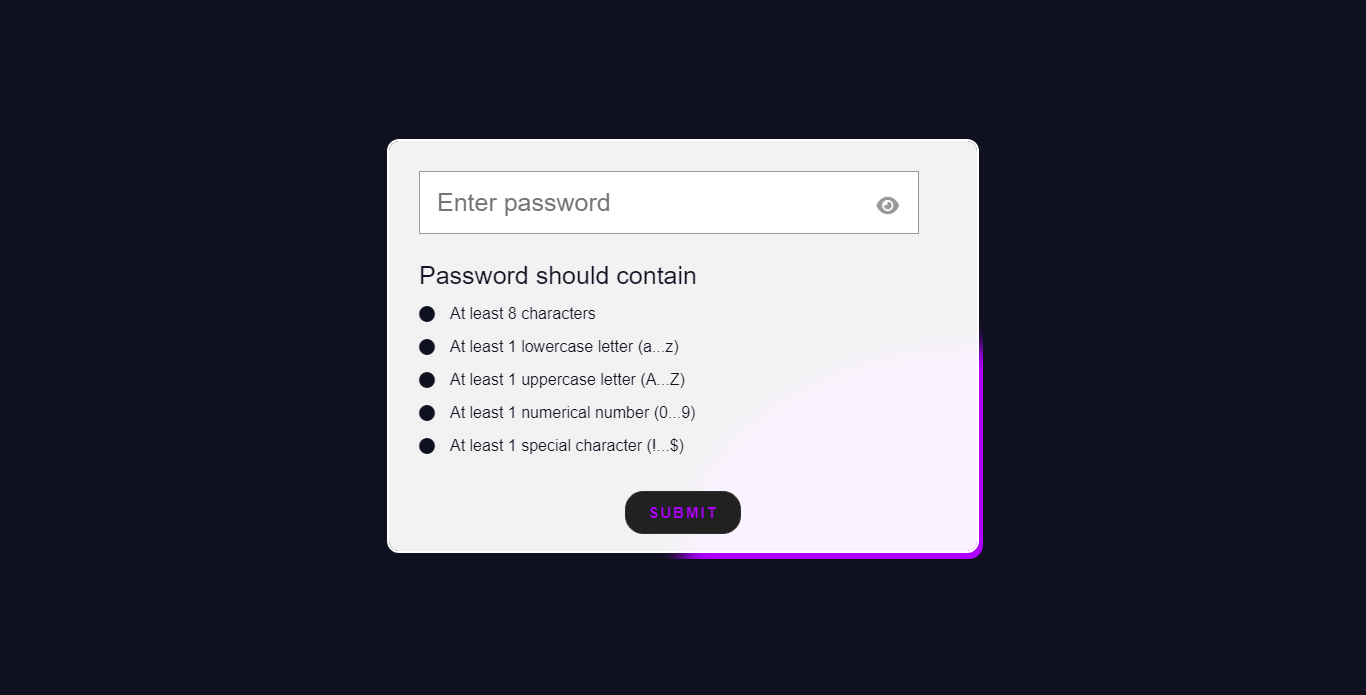 Enter password
Password should contain
At least 8 characters
At least 1 lowercase letter (a...z)
At least 1 uppercase letter (A...Z)
At least 1 numerical number (0...9)
At least 1 special character (!...$)
SUBMIT